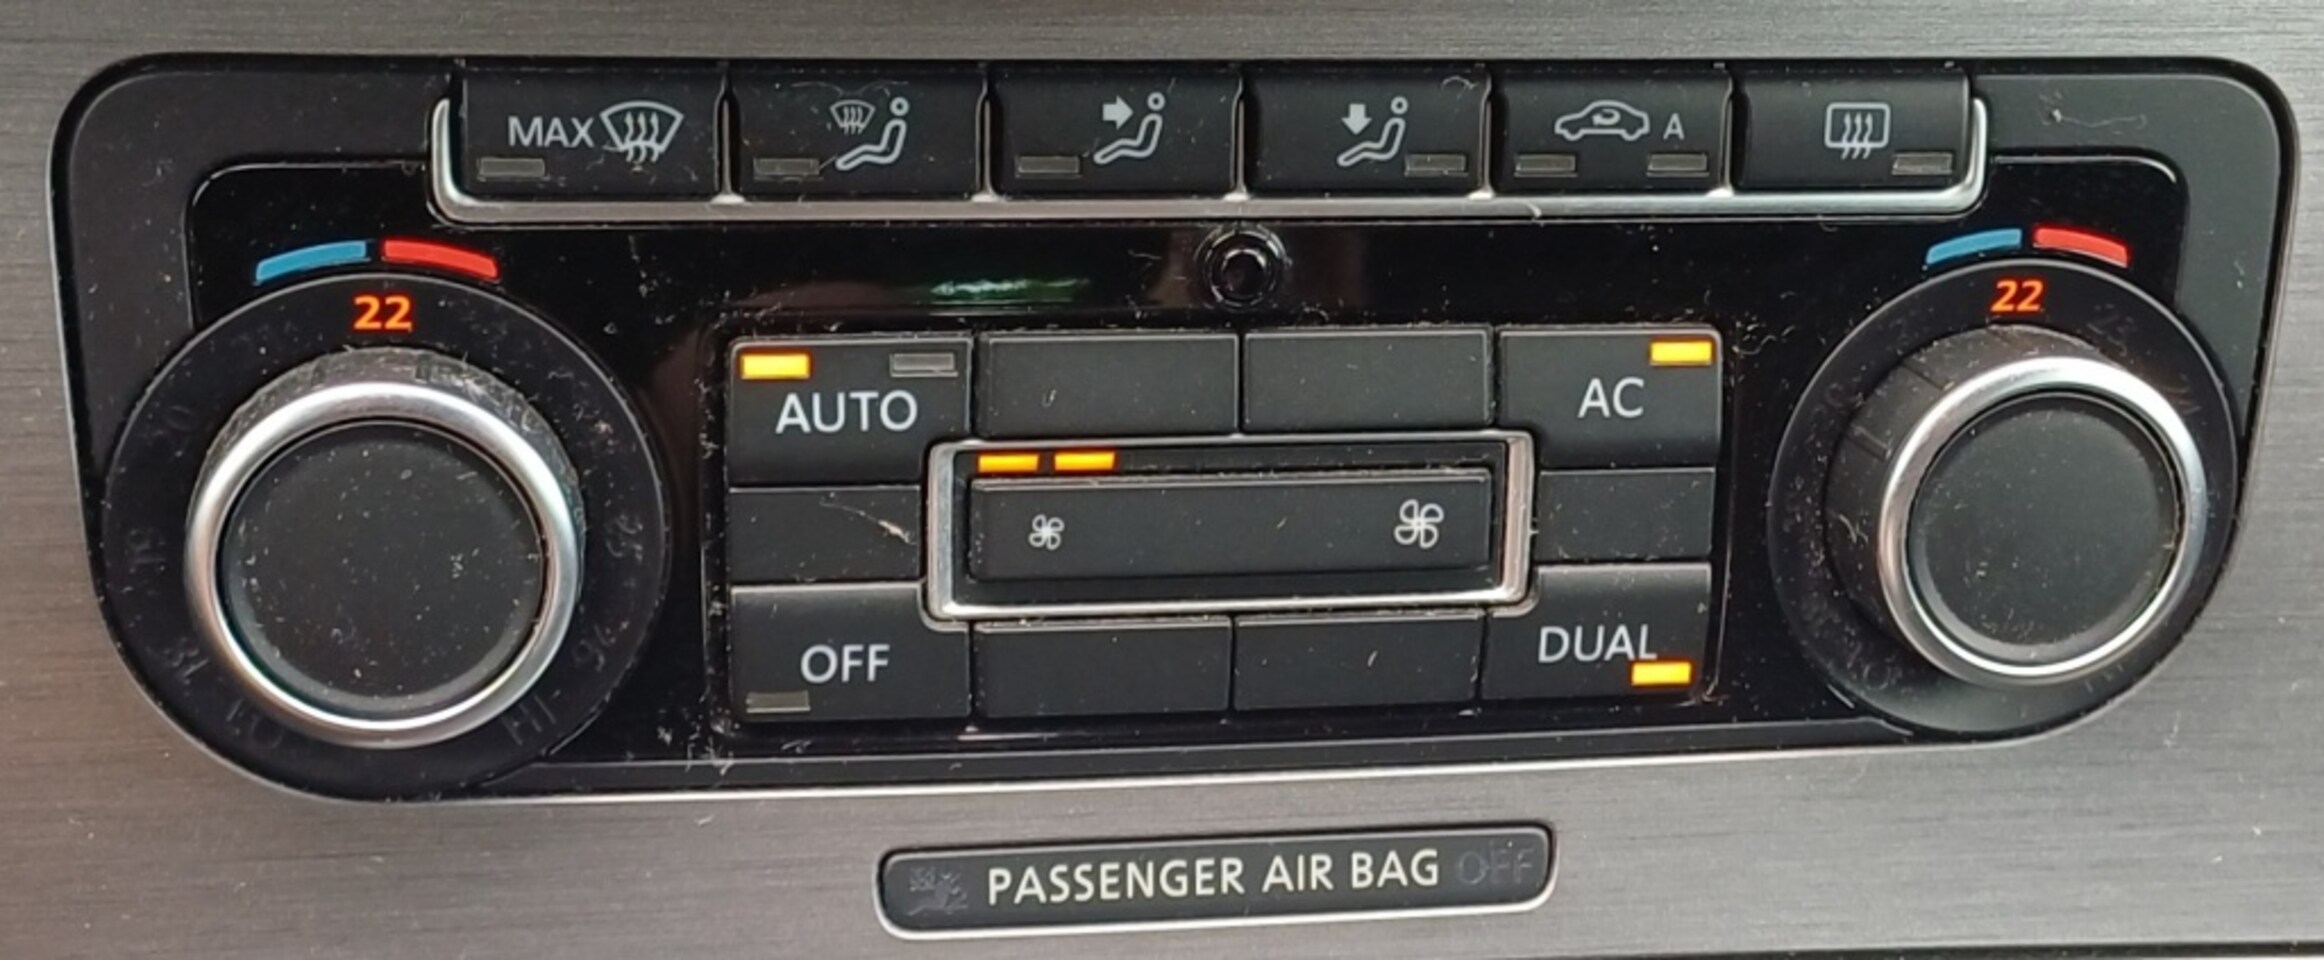 MAX
A
22
22
AUTO
AC
OFF
DUAL
PASSENGER AIR BAG OFF